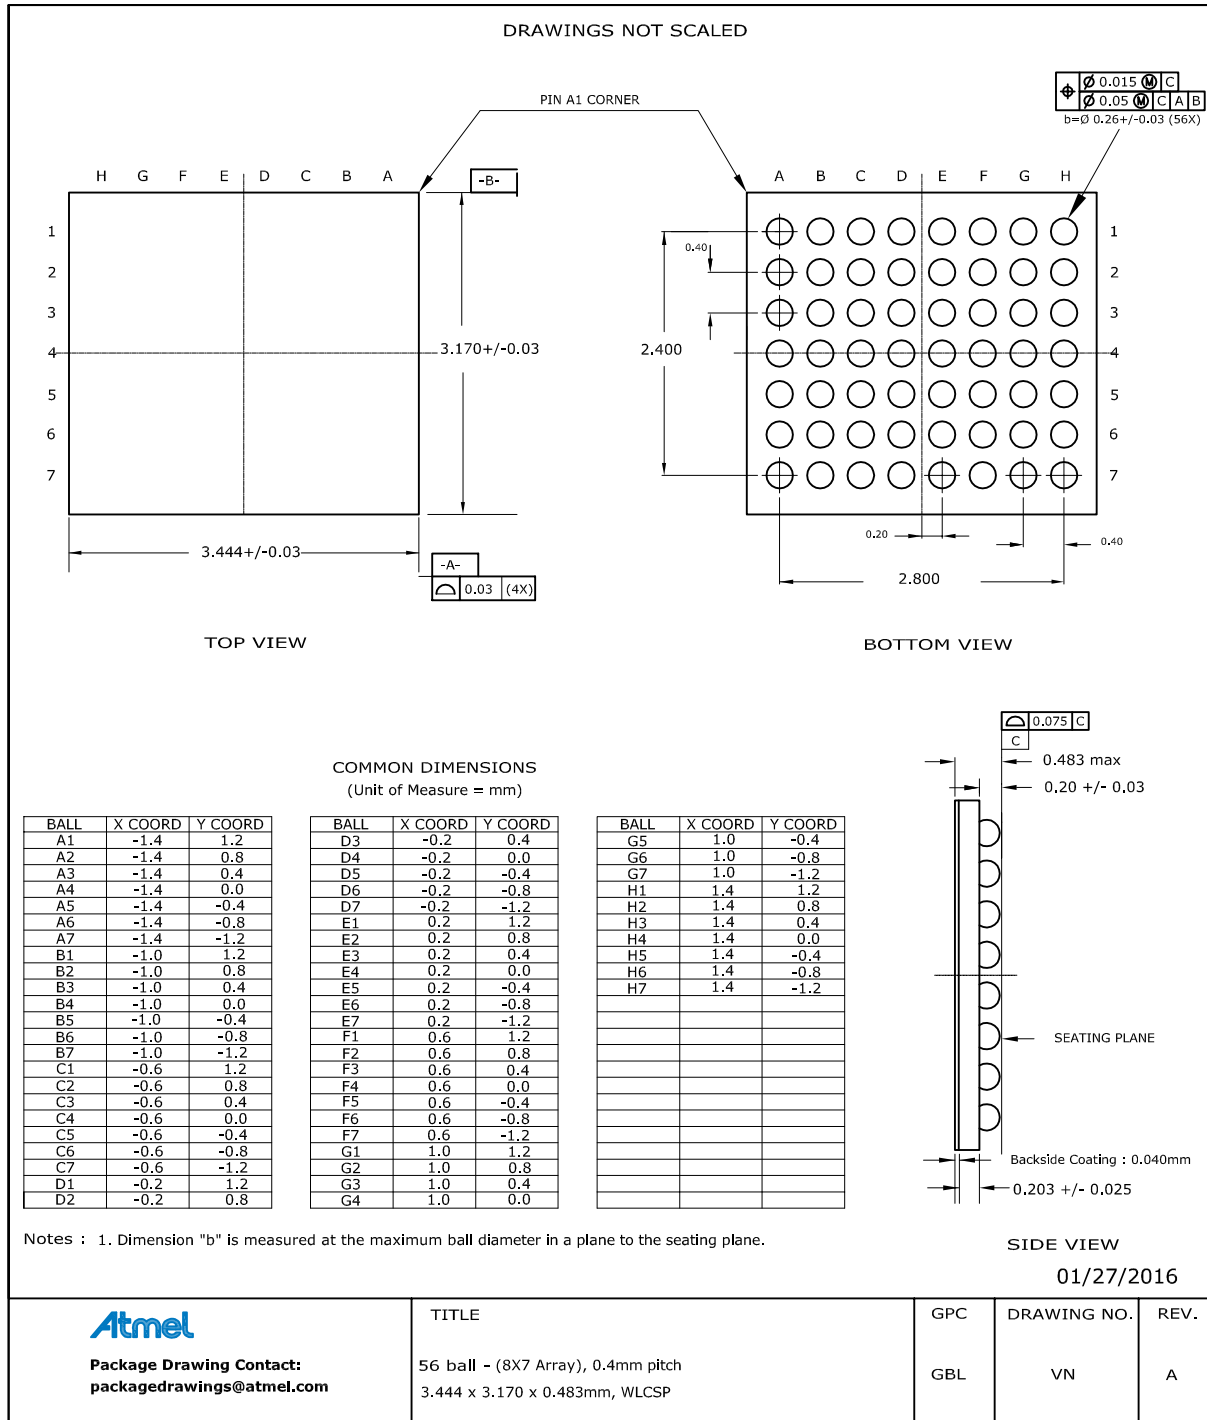 DRAWINGS NOT SCALED
PIN A1 CORNER
Ø 0.015 Ⓜ C
Ø 0.05 Ⓜ C A B
b=Ø 0.26+/-0.03 (56X)
H G F E D C B A
-B-
A B C D E F G H
1
2
3
4
5
6
7
3.170+/-0.03
3.444+/-0.03
-A-
0.03 (4X)
TOP VIEW
0.40
2.400
1
2
3
4
5
6
7
0.20
0.40
2.800
BOTTOM VIEW
0.075 C
C
0.483 max
0.20 +/- 0.03
SEATING PLANE
Backside Coating : 0.040mm
0.203 +/- 0.025
SIDE VIEW
COMMON DIMENSIONS
(Unit of Measure = mm)
BALL X COORD Y COORD
A1 -1.4 1.2
A2 -1.4 0.8
A3 -1.4 0.4
A4 -1.4 0.0
A5 -1.4 -0.4
A6 -1.4 -0.8
A7 -1.4 -1.2
B1 -1.0 1.2
B2 -1.0 0.8
B3 -1.0 0.4
B4 -1.0 0.0
B5 -1.0 -0.4
B6 -1.0 -0.8
B7 -1.0 -1.2
C1 -0.6 1.2
C2 -0.6 0.8
C3 -0.6 0.4
C4 -0.6 0.0
C5 -0.6 -0.4
C6 -0.6 -0.8
C7 -0.6 -1.2
D1 -0.2 1.2
D2 -0.2 0.8
BALL X COORD Y COORD
D3 -0.2 0.4
D4 -0.2 0.0
D5 -0.2 -0.4
D6 -0.2 -0.8
D7 -0.2 -1.2
E1 0.2 1.2
E2 0.2 0.8
E3 0.2 0.4
E4 0.2 0.0
E5 0.2 -0.4
E6 0.2 -0.8
E7 0.2 -1.2
F1 0.6 1.2
F2 0.6 0.8
F3 0.6 0.4
F4 0.6 0.0
F5 0.6 -0.4
F6 0.6 -0.8
F7 0.6 -1.2
G1 1.0 1.2
G2 1.0 0.8
G3 1.0 0.4
G4 1.0 0.0
BALL X COORD Y COORD
G5 1.0 -0.4
G6 1.0 -0.8
G7 1.0 -1.2
H1 1.4 1.2
H2 1.4 0.8
H3 1.4 0.4
H4 1.4 0.0
H5 1.4 -0.4
H6 1.4 -0.8
H7 1.4 -1.2
Notes : 1. Dimension "b" is measured at the maximum ball diameter in a plane to the seating plane.
01/27/2016
Atmel
Package Drawing Contact:
packagedrawings@atmel.com
TITLE
56 ball - (8X7 Array), 0.4mm pitch
3.444 x 3.170 x 0.483mm, WLCSP
GPC
GBL
DRAWING NO.
VN
REV.
A